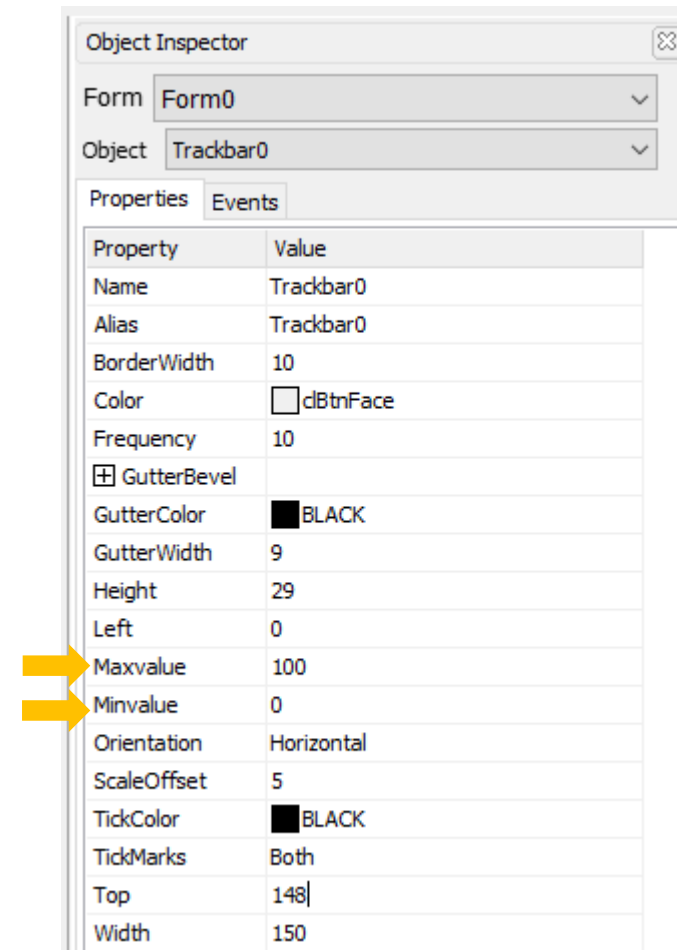 Object Inspector
Form Form0
Object Trackbar0
Properties Events
Property Value
Name Trackbar0
Alias Trackbar0
BorderWidth 10
Color clBtnFace
Frequency 10
GutterBevel
GutterColor BLACK
GutterWidth 9
Height 29
Left 0
Maxvalue 100
Minvalue 0
Orientation Horizontal
ScaleOffset 5
TickColor BLACK
TickMarks Both
Top 148
Width 150